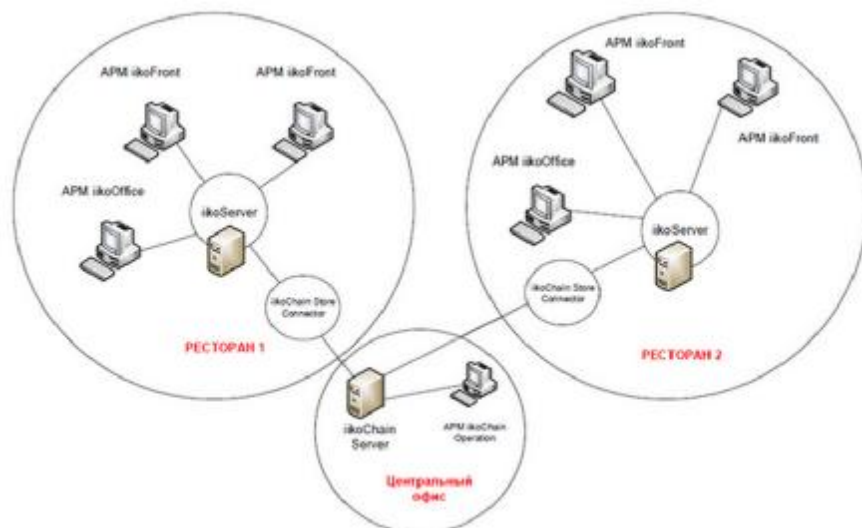 АРМ iikoFront
АРМ iikoFront
АРМ iikoOffice
iikoServer
iikoChain Store
Connector
РЕСТОРАН 1
АРМ iikoFront
АРМ iikoFront
АРМ iikoOffice
iikoServer
iikoChain Store
Connector
РЕСТОРАН 2
iikoChain
Server
АРМ iikoChain
Operation
Центральный
офис